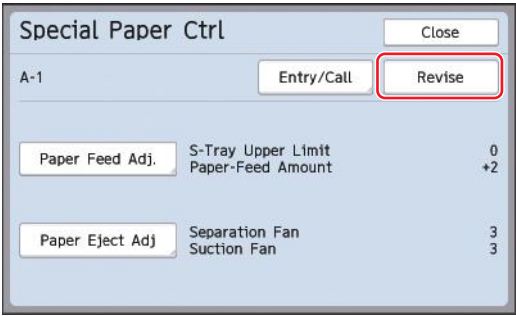 Special Paper Ctrl
Close
A-1
Entry/Call
Revise
Paper Feed Adj.
S-Tray Upper Limit 0
Paper-Feed Amount +2
Paper Eject Adj
Separation Fan 3
Suction Fan 3